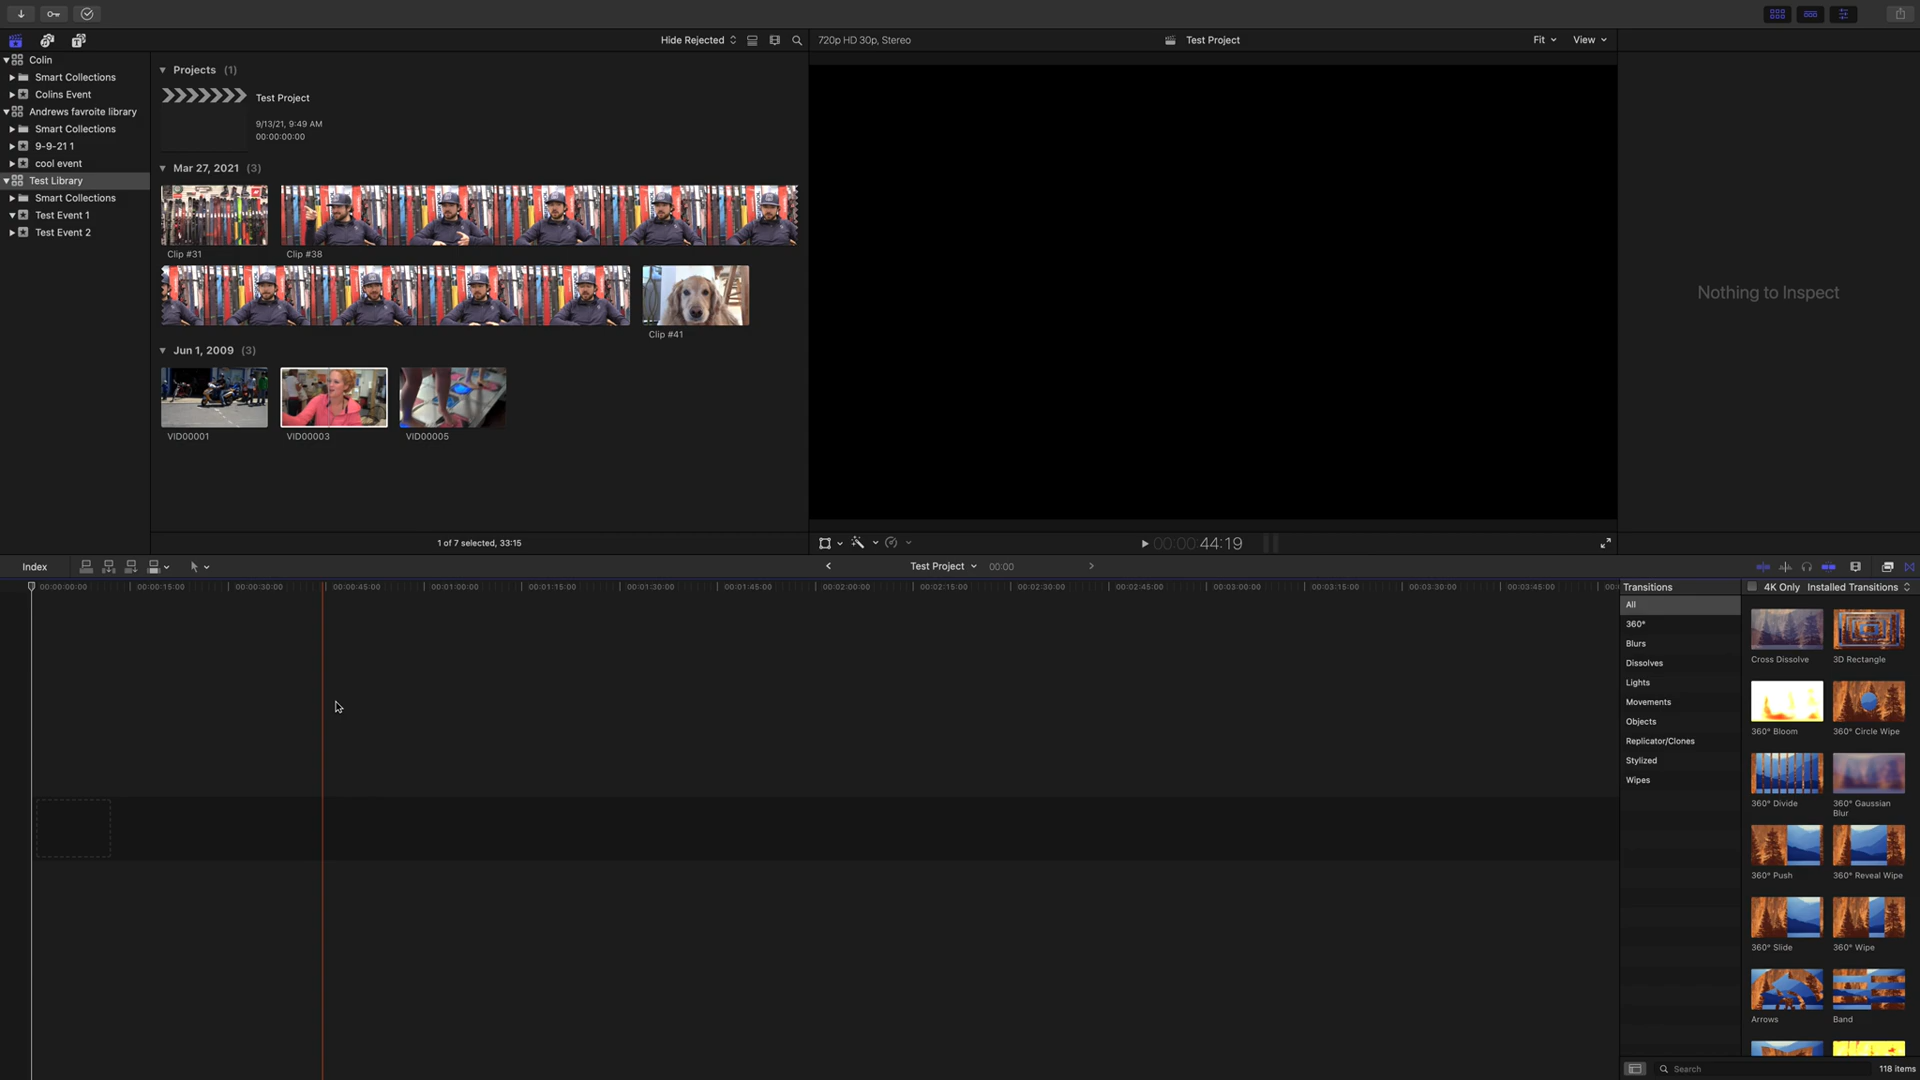 Hide Rejected
720p HD 30p, Stereo
Test Project
Fit
View
Colin
Smart Collections
Colins Event
Andrews favroite library
Smart Collections
9-9-21 1
cool event
Test Library
Smart Collections
Test Event 1
Test Event 2
Projects (1)
Test Project
9/13/21, 9:49 AM
00:00:00:00
Mar 27, 2021 (3)
Clip #31
Clip #38
Clip #41
Jun 1, 2009 (3)
VID00001
VID00003
VID00005
1 of 7 selected, 33:15
Nothing to Inspect
00:00:44:19
Index
Test Project
00:00
00:00:00:00
00:00:15:00
00:00:30:00
00:00:45:00
00:01:00:00
00:01:15:00
00:01:30:00
00:01:45:00
00:02:00:00
00:02:15:00
00:02:30:00
00:02:45:00
00:03:00:00
00:03:15:00
00:03:30:00
00:03:45:00
Transitions
4K Only
Installed Transitions
All
360°
Blurs
Dissolves
Lights
Movements
Objects
Replicator/Clones
Stylized
Wipes
Cross Dissolve
3D Rectangle
360° Bloom
360° Circle Wipe
360° Divide
360° Gaussian
Blur
360° Push
360° Reveal Wipe
360° Slide
360° Wipe
Arrows
Band
Search
118 items